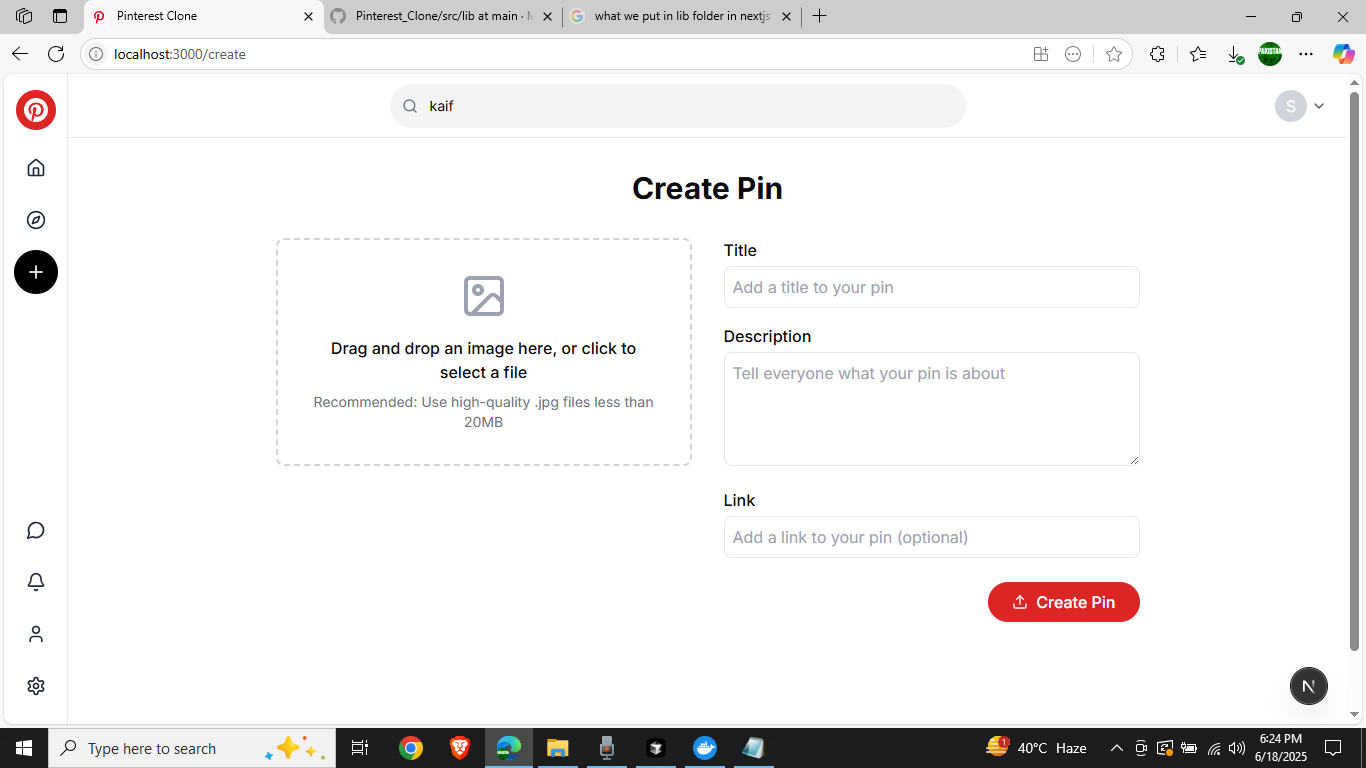 Pinterest Clone
Pinterest_Clone/src/lib at main · M
what we put in lib folder in nextjs
localhost:3000/create
PAKISTAN
kaif
S
Create Pin
Drag and drop an image here, or click to
select a file
Recommended: Use high-quality .jpg files less than
20MB
Title
Add a title to your pin
Description
Tell everyone what your pin is about
Link
Add a link to your pin (optional)
Create Pin
N
Type here to search
1
40°C Haze
6:24 PM
6/18/2025